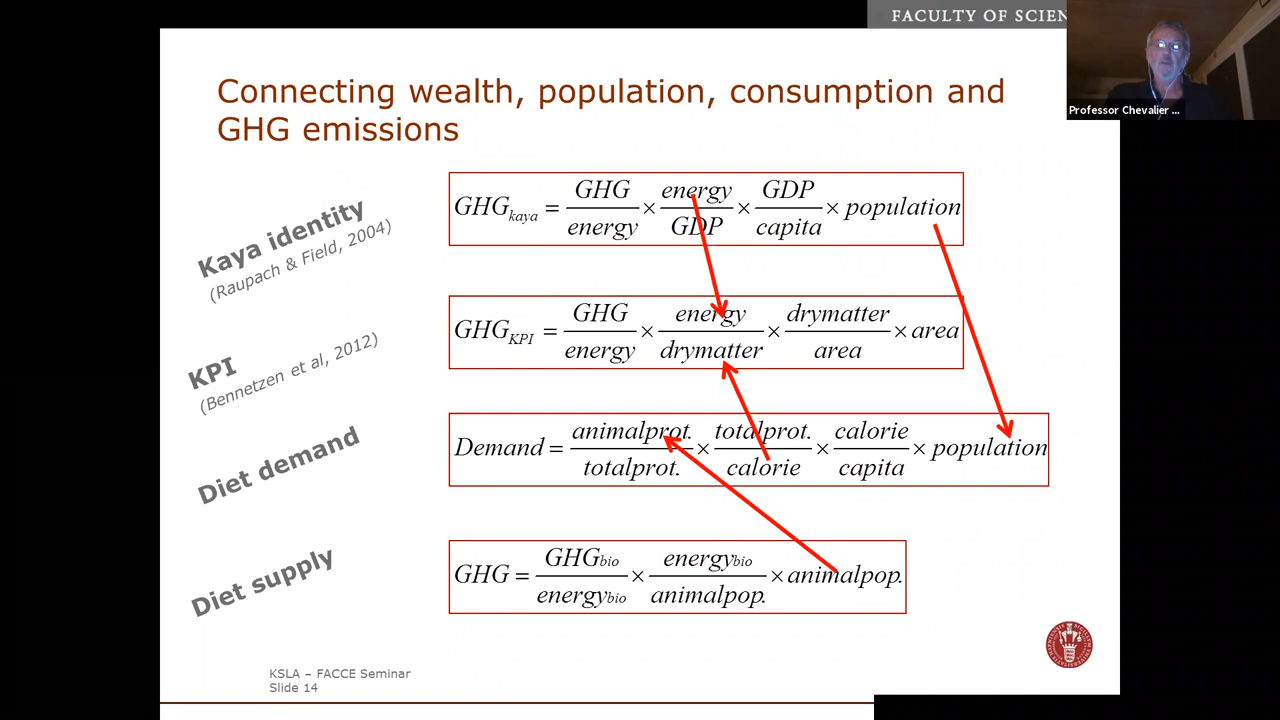 FACULTY OF SCIEN
Professor Chevalier ...
Connecting wealth, population, consumption and
GHG emissions
Kaya identity
(Raupach & Field, 2004)
GHG_kaya = GHG/energy × energy/GDP × GDP/capita × population
KPI
(Bennetzen et al, 2012)
GHG_KPI = GHG/energy × energy/drymatter × drymatter/area × area
Diet demand
Demand = animalprot./totalprot. × totalprot./calorie × calorie/capita × population
Diet supply
GHG = GHG_bio/energy_bio × energy_bio/animalpop. × animalpop.
KSLA – FACCE Seminar
Slide 14